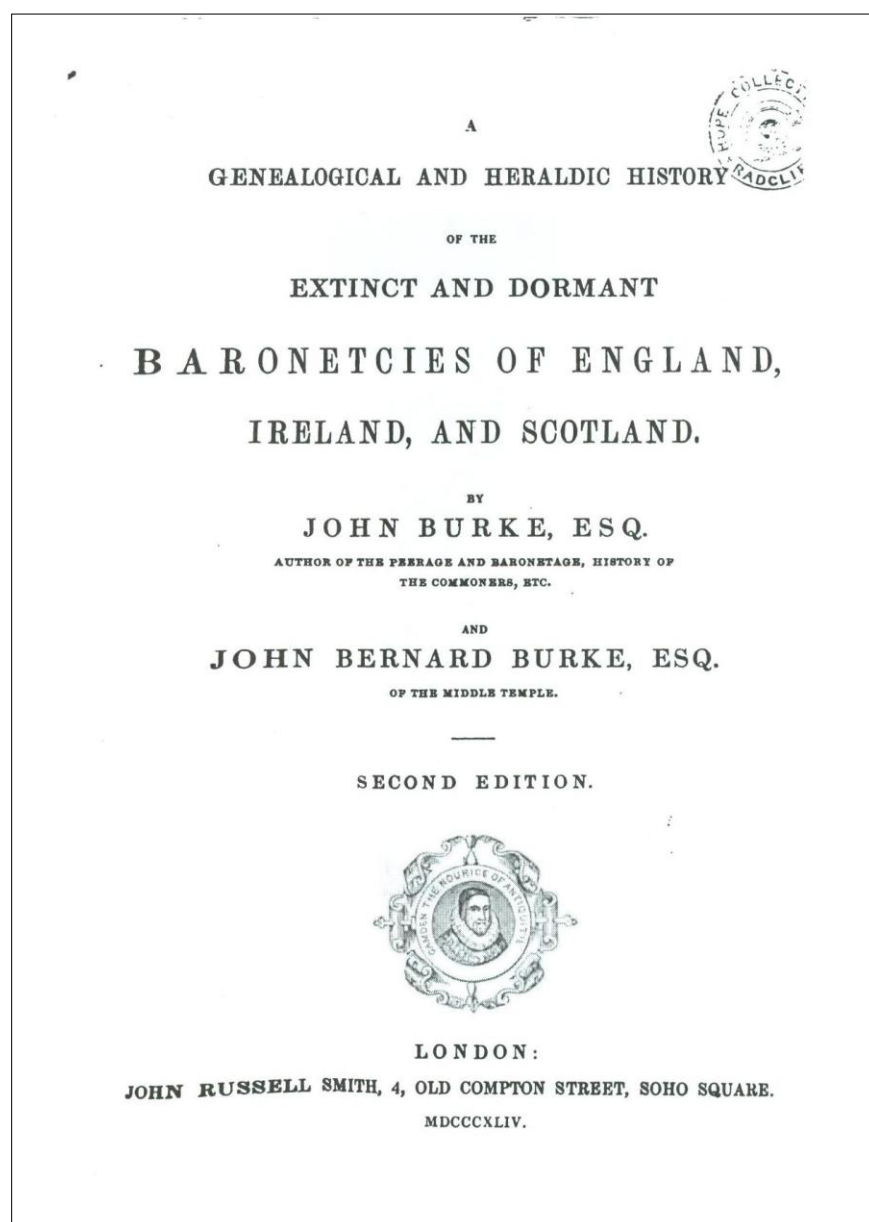 HOPE COLLECT
RADCLIF
A
GENEALOGICAL AND HERALDIC HISTORY
OF THE
EXTINCT AND DORMANT
BARONETCIES OF ENGLAND,
IRELAND, AND SCOTLAND.
BY
JOHN BURKE, ESQ.
AUTHOR OF THE PEERAGE AND BARONETAGE, HISTORY OF
THE COMMONERS, ETC.
AND
JOHN BERNARD BURKE, ESQ.
OF THE MIDDLE TEMPLE.
SECOND EDITION.
CAMDEN THE NOURICE OF ANTIQUITIE
LONDON:
JOHN RUSSELL SMITH, 4, OLD COMPTON STREET, SOHO SQUARE.
MDCCCXLIV.